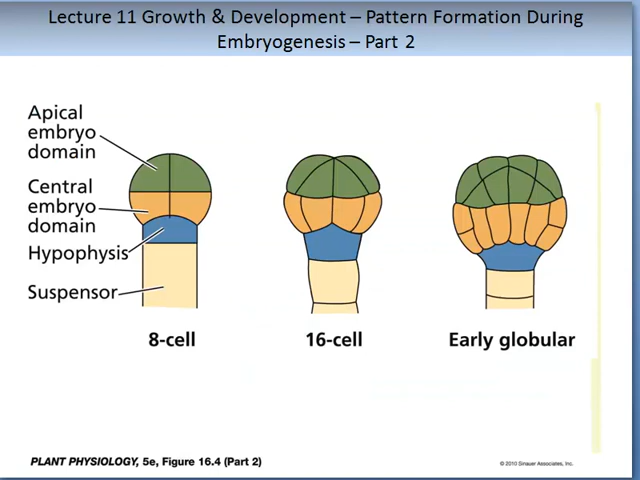 Lecture 11 Growth & Development – Pattern Formation During
Embryogenesis – Part 2
Apical
embryo
domain
Central
embryo
domain
Hypophysis
Suspensor
8-cell
16-cell
Early globular
PLANT PHYSIOLOGY, 5e, Figure 16.4 (Part 2)
© 2010 Sinauer Associates, Inc.